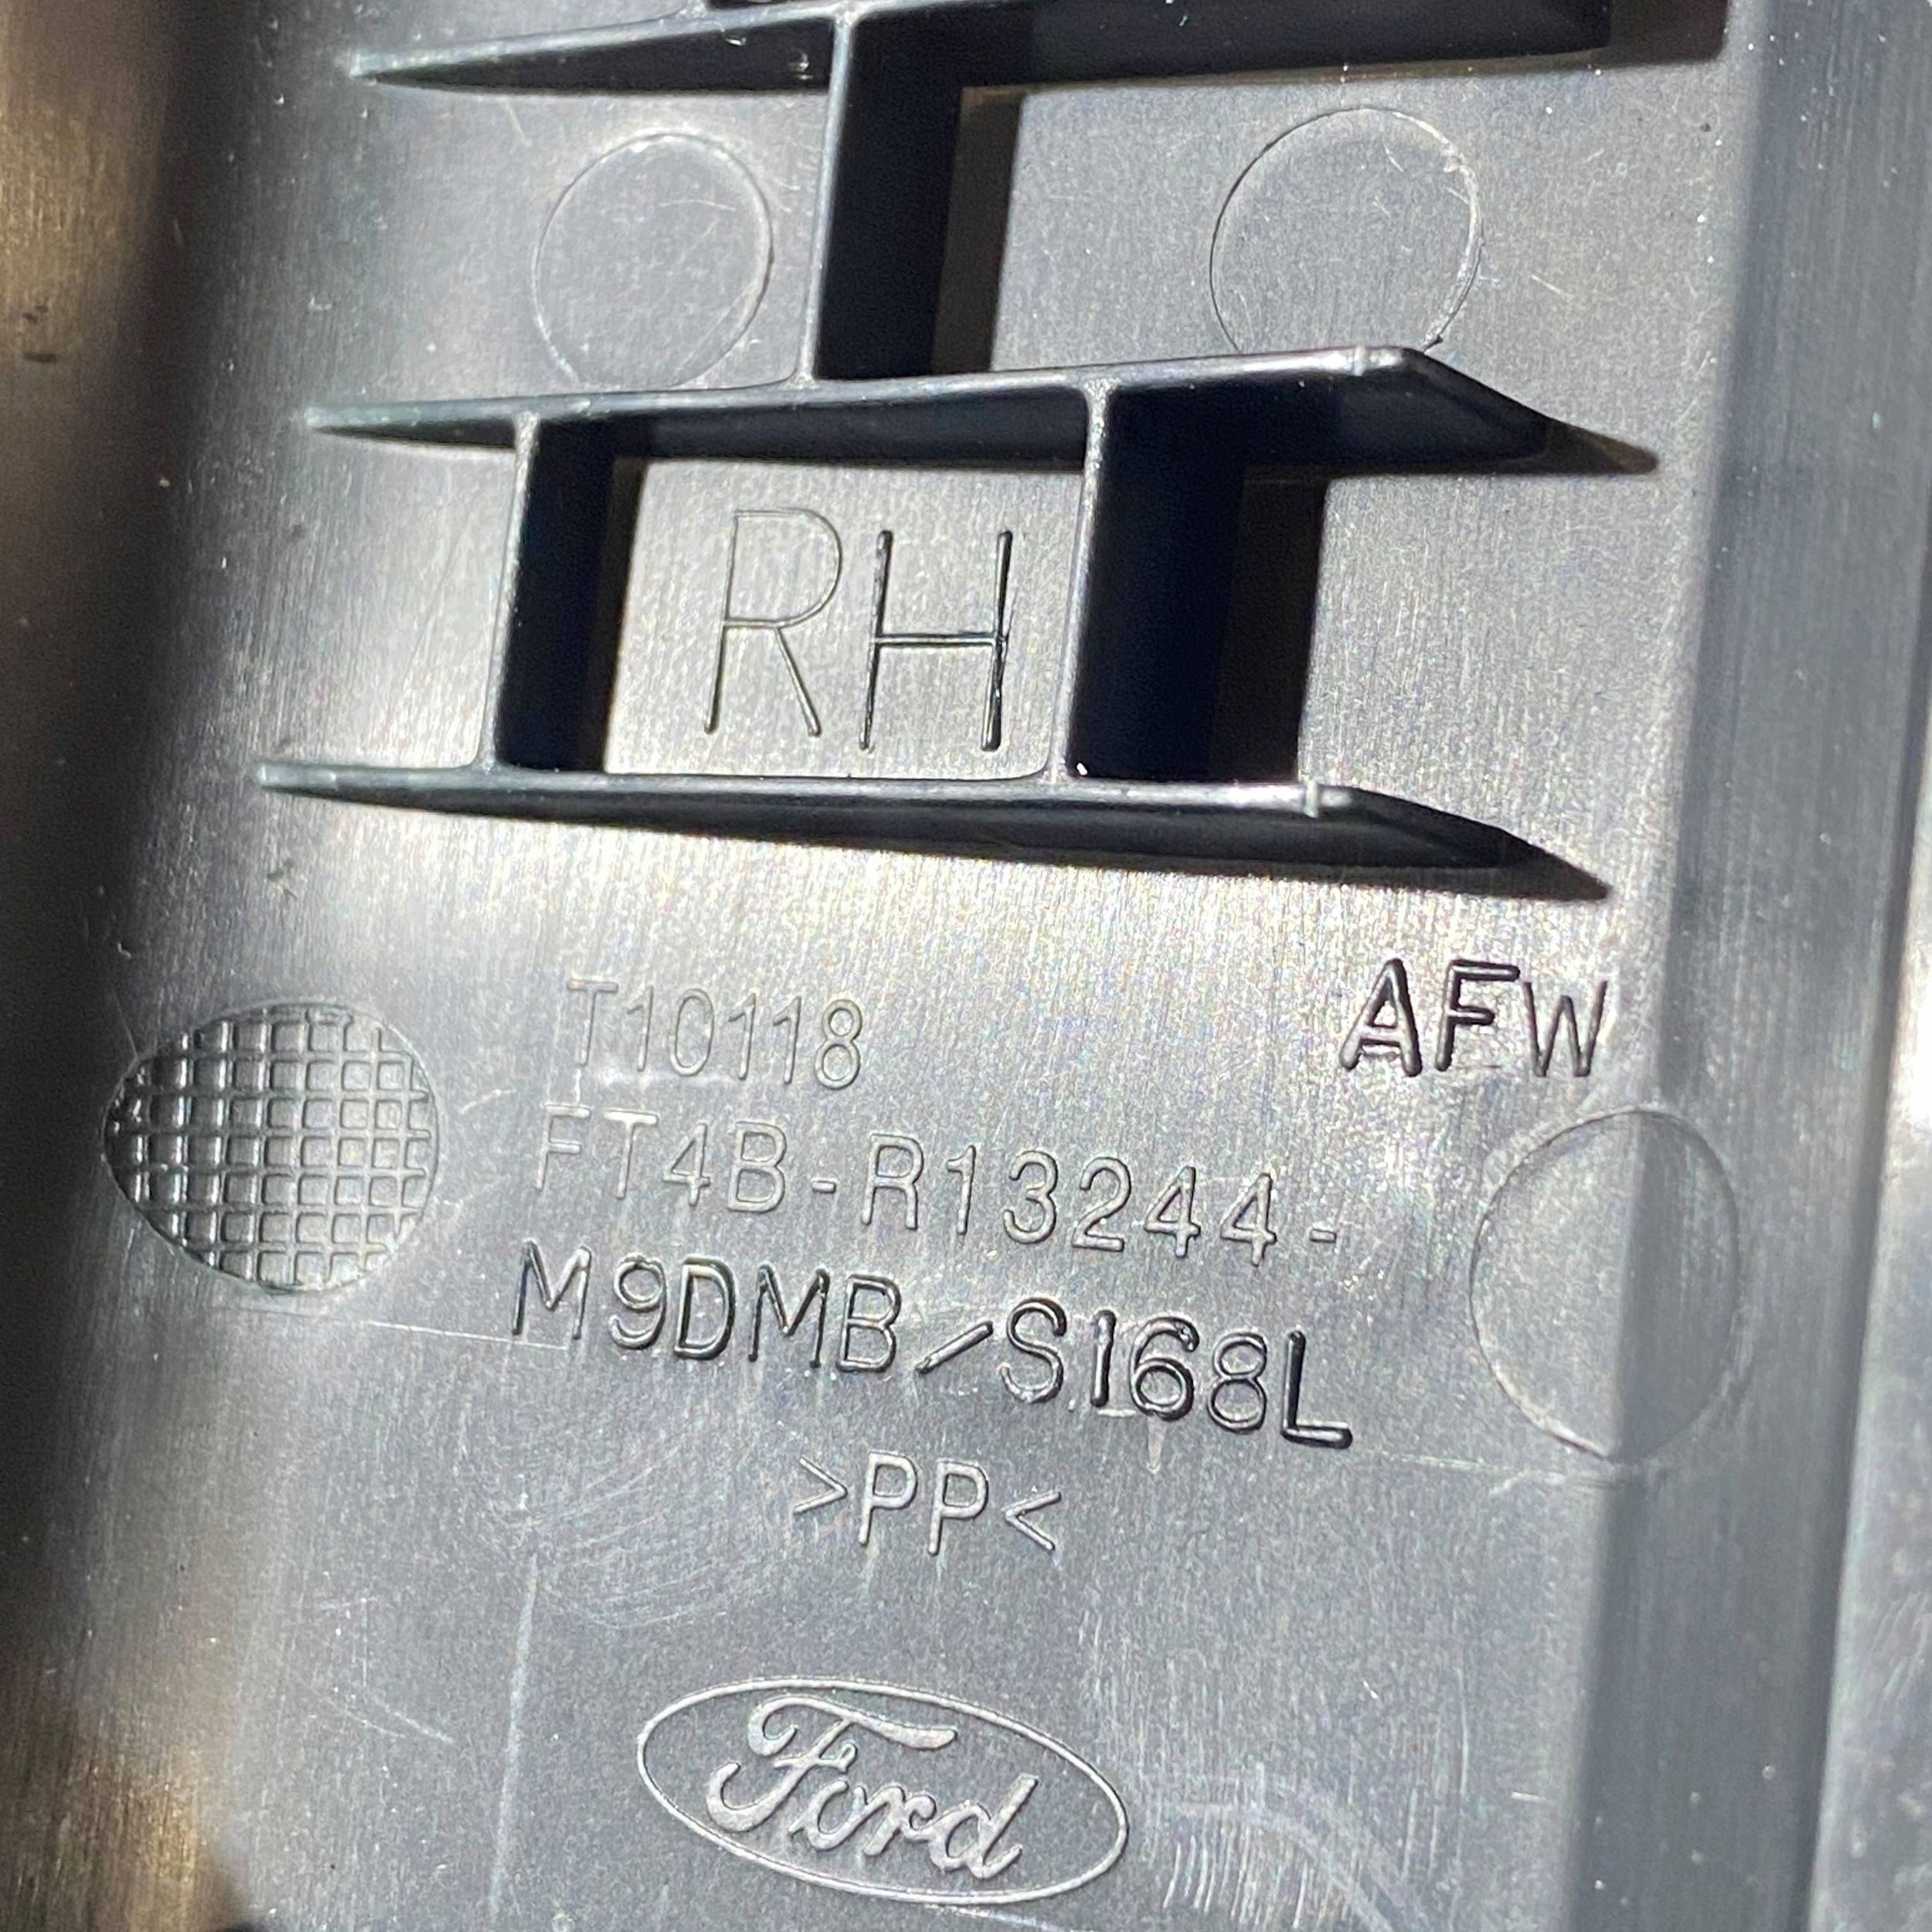 RH
AFW
T10118
FT4B-R13244-
M9DMB/S168L
>PP<
Ford